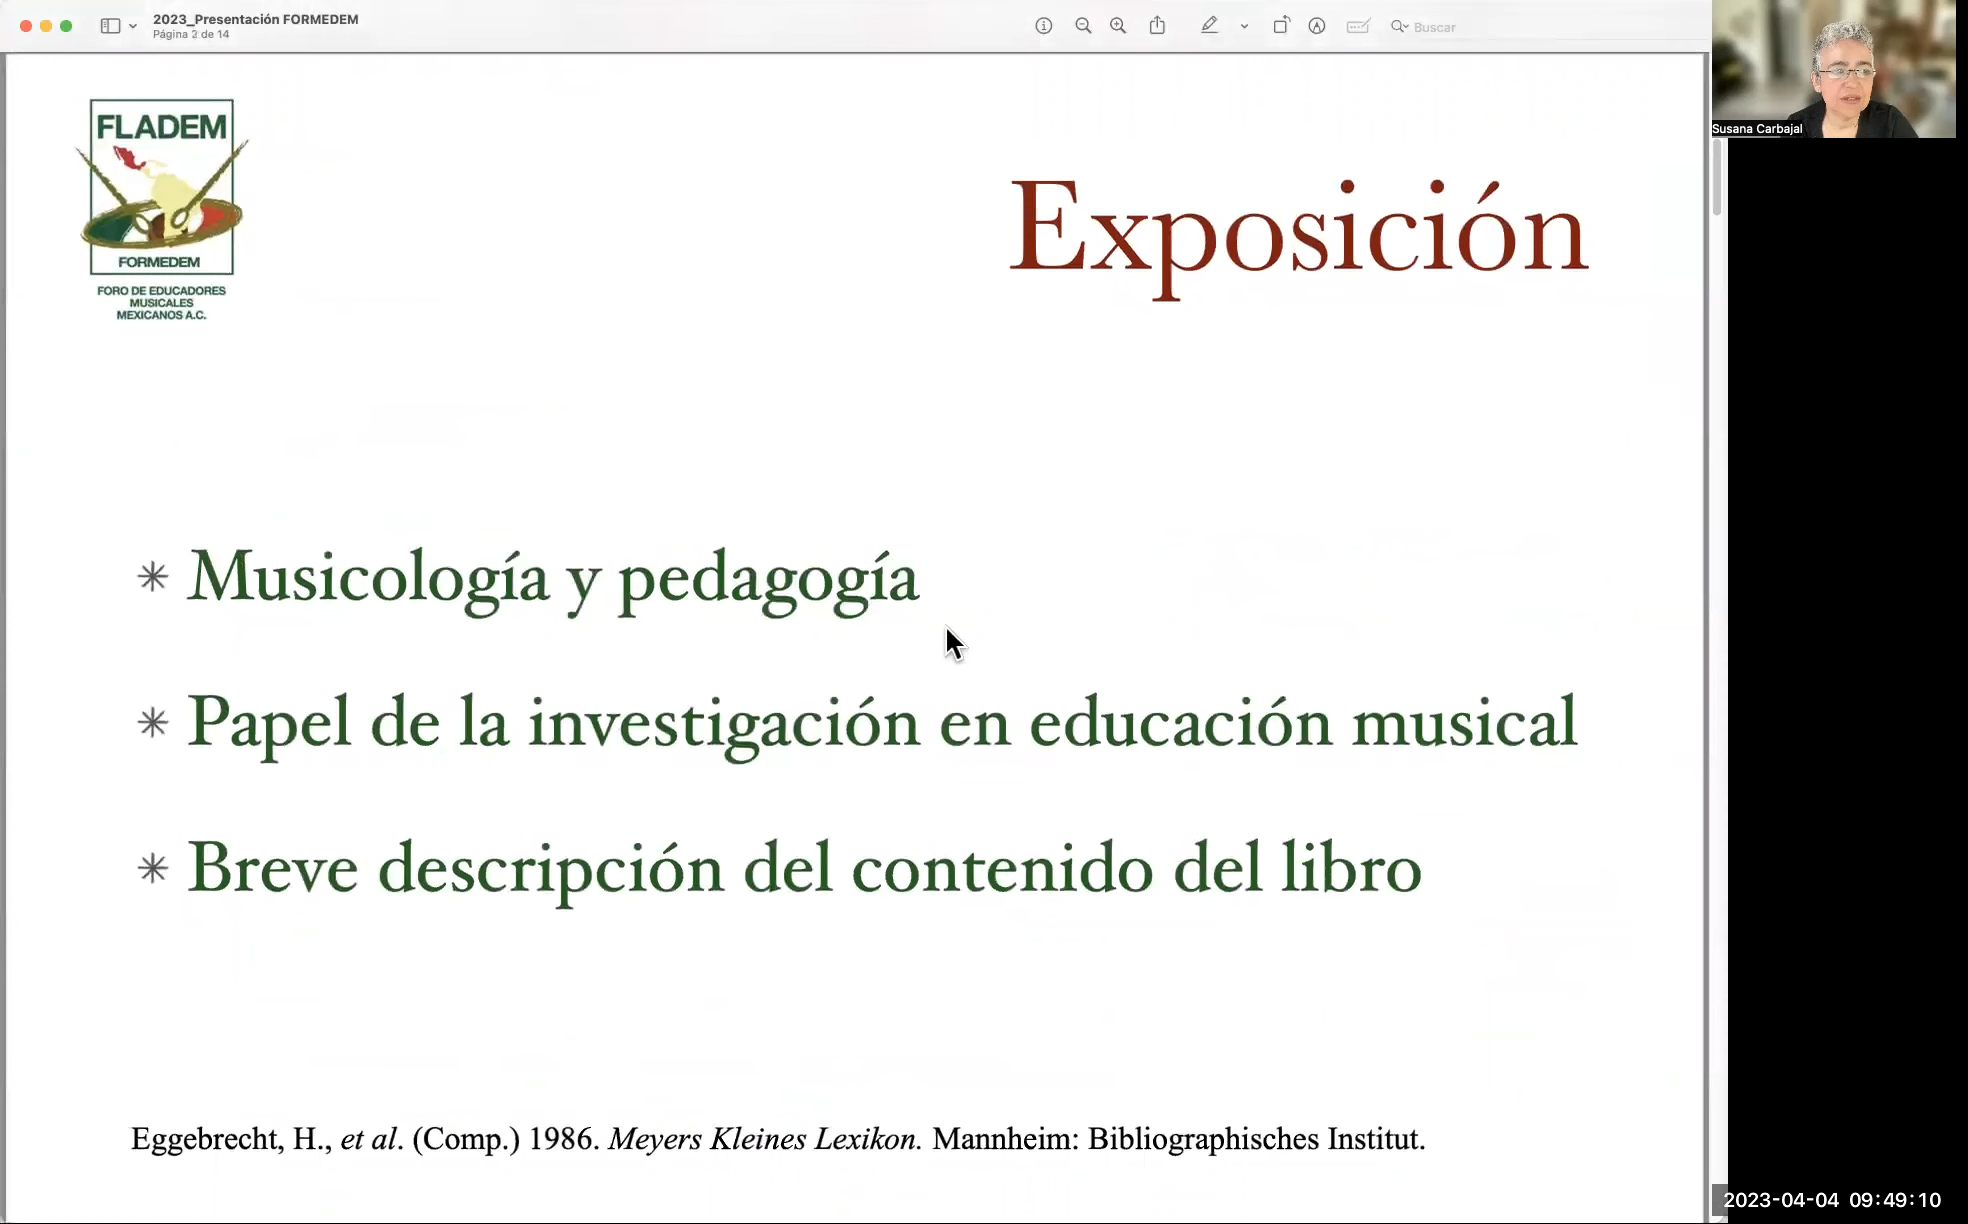 2023_Presentación FORMEDEM
Página 2 de 14
Buscar
Susana Carbajal
FLADEM
FORMEDEM
FORO DE EDUCADORES
MUSICALES
MEXICANOS A.C.
Exposición
Musicología y pedagogía
Papel de la investigación en educación musical
Breve descripción del contenido del libro
Eggebrecht, H., et al. (Comp.) 1986. Meyers Kleines Lexikon. Mannheim: Bibliographisches Institut.
2023-04-04 09:49:10